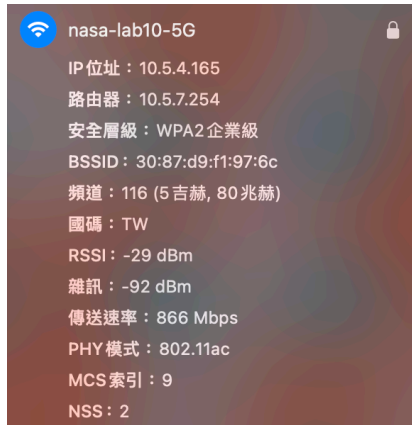 nasa-lab10-5G
IP位址：10.5.4.165
路由器：10.5.7.254
安全層級：WPA2企業級
BSSID：30:87:d9:f1:97:6c
頻道：116 (5吉赫, 80兆赫)
國碼：TW
RSSI：-29 dBm
雜訊：-92 dBm
傳送速率：866 Mbps
PHY模式：802.11ac
MCS索引：9
NSS：2